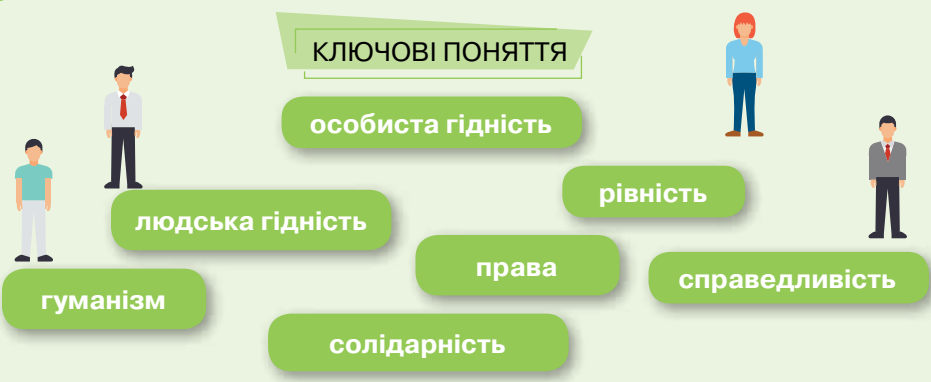 КЛЮЧОВІ ПОНЯТТЯ
особиста гідність
рівність
людська гідність
права
справедливість
гуманізм
солідарність